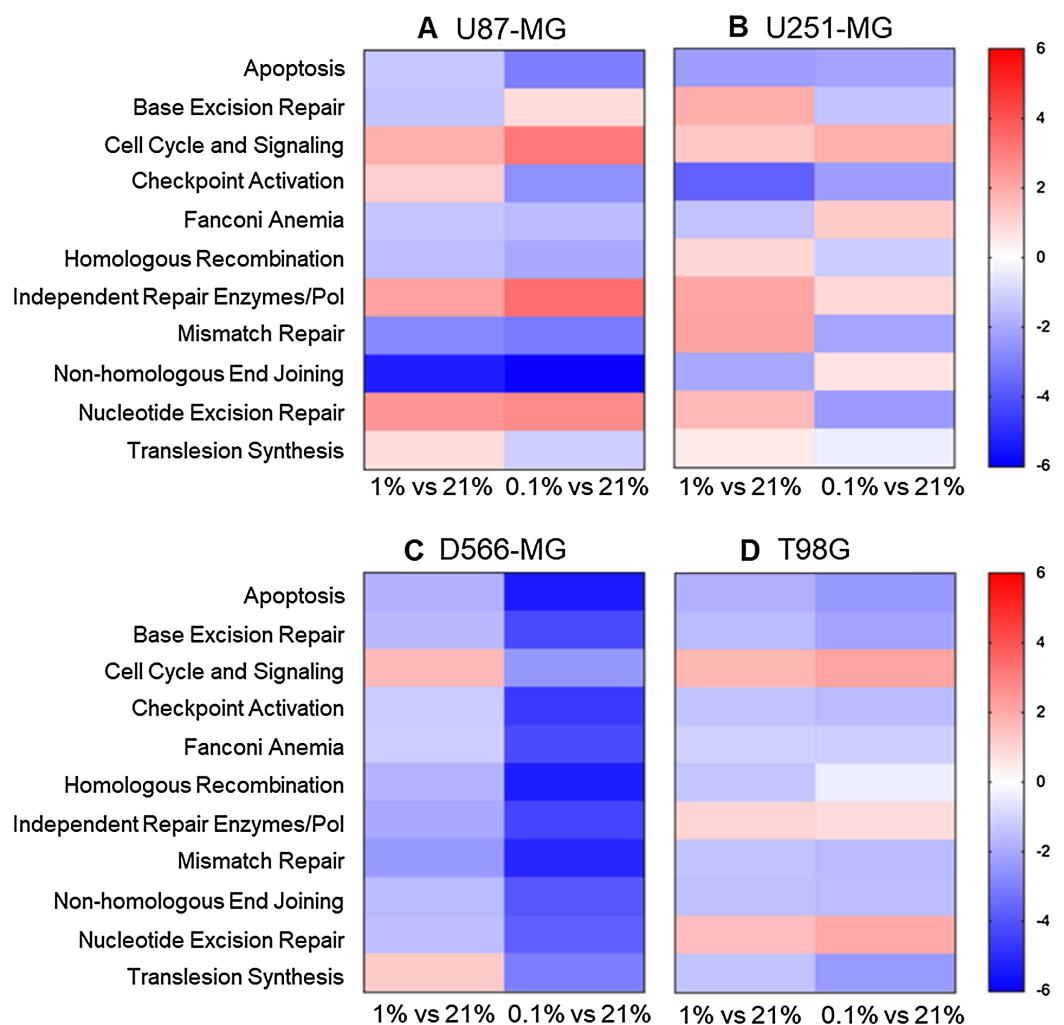 A U87-MG
B U251-MG
Apoptosis
Base Excision Repair
Cell Cycle and Signaling
Checkpoint Activation
Fanconi Anemia
Homologous Recombination
Independent Repair Enzymes/Pol
Mismatch Repair
Non-homologous End Joining
Nucleotide Excision Repair
Translesion Synthesis
1% vs 21%
0.1% vs 21%
1% vs 21%
0.1% vs 21%
6
4
2
0
-2
-4
-6
C D566-MG
D T98G
Apoptosis
Base Excision Repair
Cell Cycle and Signaling
Checkpoint Activation
Fanconi Anemia
Homologous Recombination
Independent Repair Enzymes/Pol
Mismatch Repair
Non-homologous End Joining
Nucleotide Excision Repair
Translesion Synthesis
1% vs 21%
0.1% vs 21%
1% vs 21%
0.1% vs 21%
6
4
2
0
-2
-4
-6